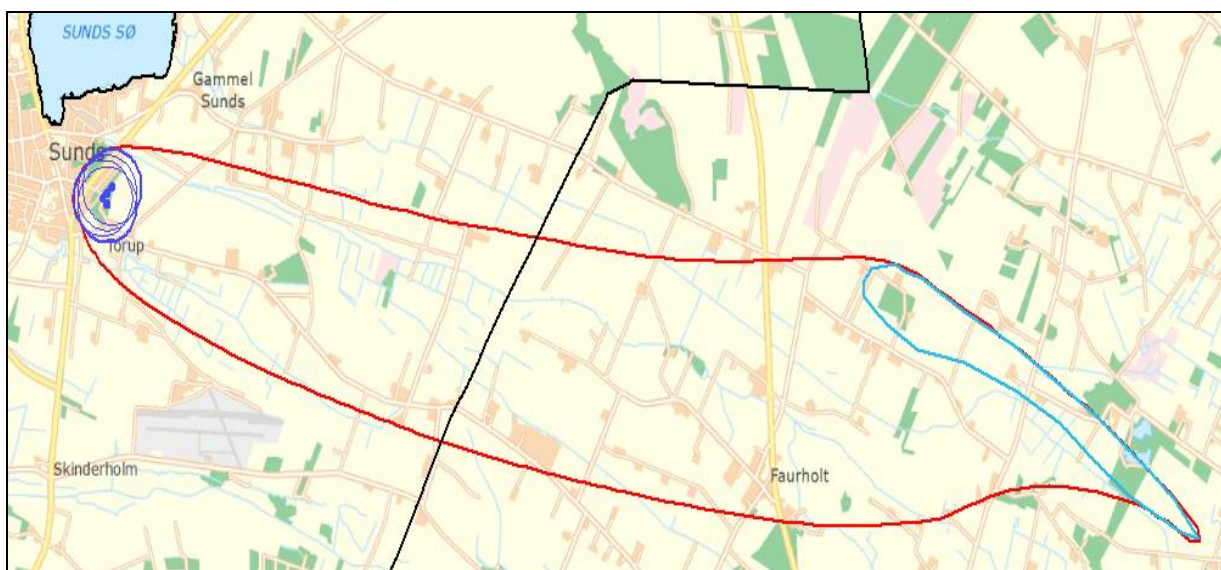 SUNDS SØ
Gammel
Sunds
Sunds
Torup
Skinderholm
Faurholt